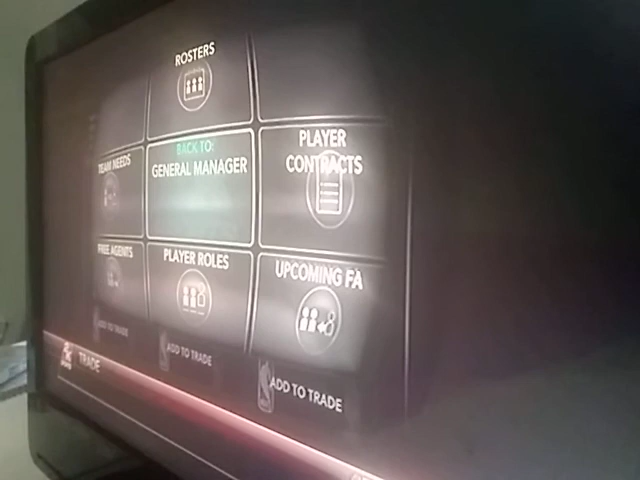 ROSTERS
TEAM NEEDS
BACK TO:
GENERAL MANAGER
PLAYER
CONTRACTS
FREE AGENTS
PLAYER ROLES
UPCOMING FA
ADD TO TRADE
ADD TO TRADE
ADD TO TRADE
TRADE